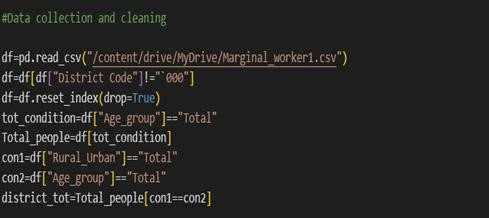 #Data collection and cleaning
df=pd.read_csv("/content/drive/MyDrive/Marginal_worker1.csv")
df=df[df["District Code"]!="`000"]
df=df.reset_index(drop=True)
tot_condition=df["Age_group"]=="Total"
Total_people=df[tot_condition]
con1=df["Rural_Urban"]=="Total"
con2=df["Age_group"]=="Total"
district_tot=Total_people[con1==con2]